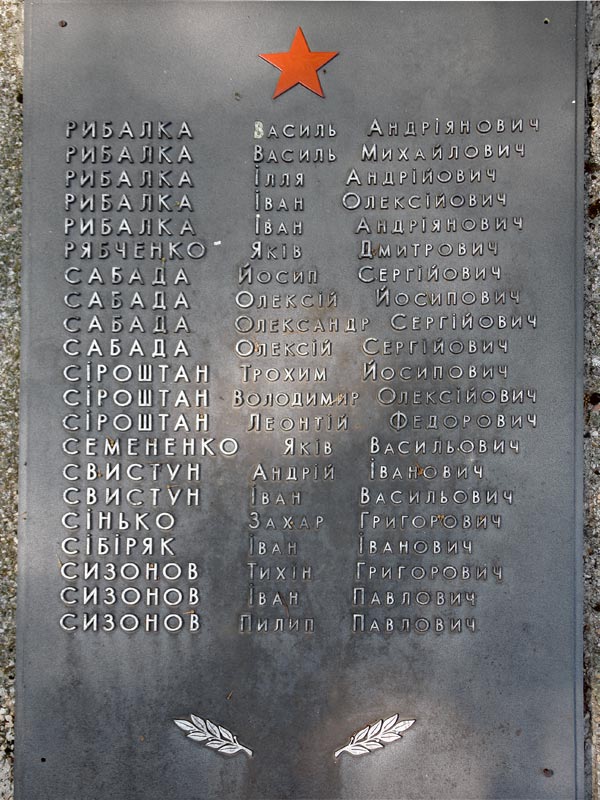 РИБАЛКА ВАСИЛЬ АНДРІЯНОВИЧ
РИБАЛКА ВАСИЛЬ МИХАЙЛОВИЧ
РИБАЛКА ІЛЛЯ АНДРІЙОВИЧ
РИБАЛКА ІВАН ОЛЕКСІЙОВИЧ
РИБАЛКА ІВАН АНДРІЯНОВИЧ
РЯБЧЕНКО ЯКІВ ДМИТРОВИЧ
САБАДА ЙОСИП СЕРГІЙОВИЧ
САБАДА ОЛЕКСІЙ ЙОСИПОВИЧ
САБАДА ОЛЕКСАНДР СЕРГІЙОВИЧ
САБАДА ОЛЕКСІЙ СЕРГІЙОВИЧ
СІРОШТАН ТРОХИМ ЙОСИПОВИЧ
СІРОШТАН ВОЛОДИМИР ОЛЕКСІЙОВИЧ
СІРОШТАН ЛЕОНТІЙ ФЕДОРОВИЧ
СЕМЕНЕНКО ЯКІВ ВАСИЛЬОВИЧ
СВИСТУН АНДРІЙ ІВАНОВИЧ
СВИСТУН ІВАН ВАСИЛЬОВИЧ
СІНЬКО ЗАХАР ГРИГОРОВИЧ
СІБІРЯК ІВАН ІВАНОВИЧ
СИЗОНОВ ТИХІН ГРИГОРОВИЧ
СИЗОНОВ ІВАН ПАВЛОВИЧ
СИЗОНОВ ПИЛИП ПАВЛОВИЧ